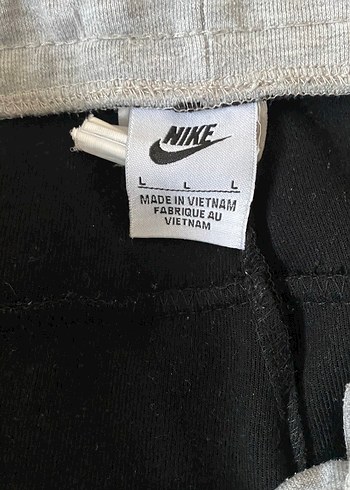 NIKE
L L L
MADE IN VIETNAM
FABRIQUE AU
VIETNAM